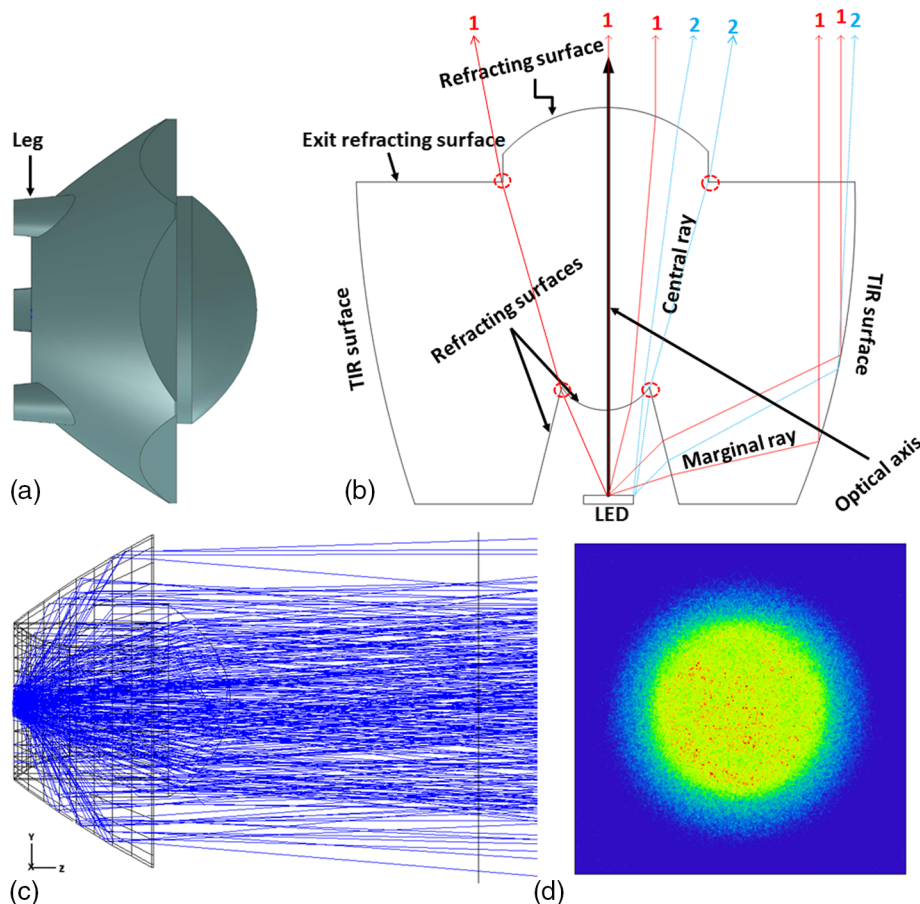 1
1
1
2
2
1
1
2
Refracting surface
Leg
Exit refracting surface
Central ray
TIR surface
TIR surface
Refracting surfaces
Marginal ray
Optical axis
LED
(a)
(b)
Y
X
Z
(c)
(d)